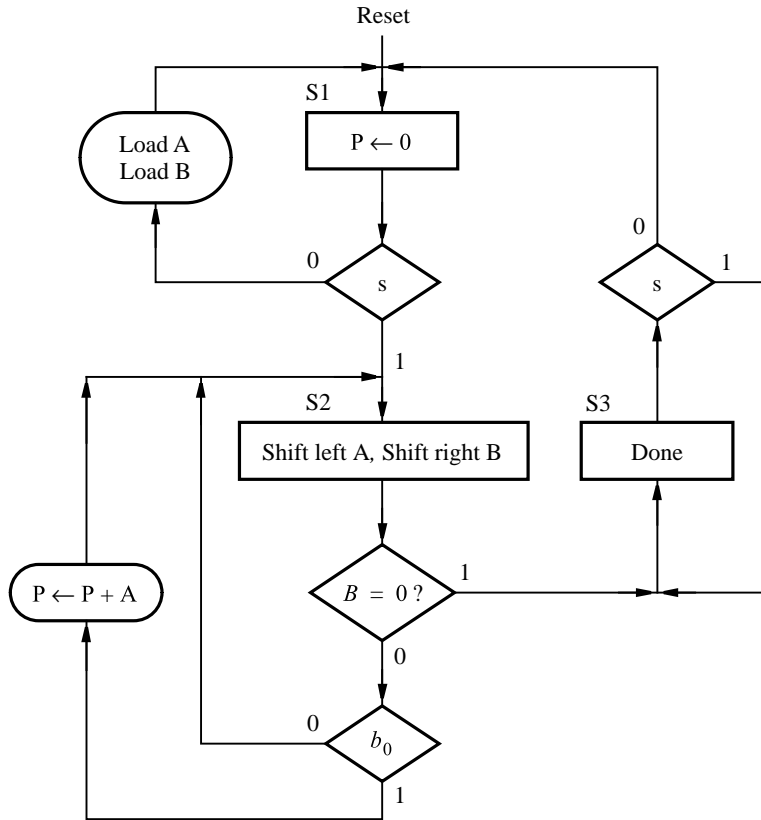 Reset
S1
Load A
Load B
P ← 0
0
s
1
0
s
1
S2
S3
Shift left A, Shift right B
Done
P ← P + A
B = 0 ?
1
0
0
b0
1